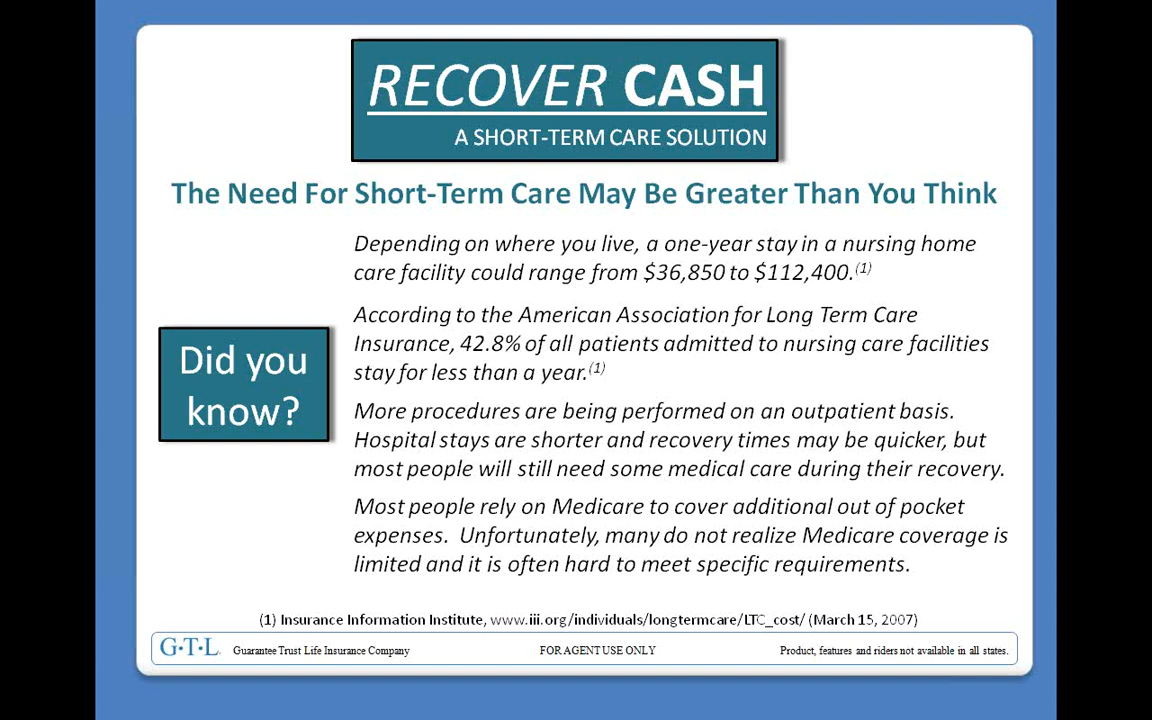 RECOVER CASH
A SHORT-TERM CARE SOLUTION
The Need For Short-Term Care May Be Greater Than You Think
Depending on where you live, a one-year stay in a nursing home
care facility could range from $36,850 to $112,400.(1)
According to the American Association for Long Term Care
Insurance, 42.8% of all patients admitted to nursing care facilities
stay for less than a year.(1)
Did you
know?
More procedures are being performed on an outpatient basis.
Hospital stays are shorter and recovery times may be quicker, but
most people will still need some medical care during their recovery.
Most people rely on Medicare to cover additional out of pocket
expenses.  Unfortunately, many do not realize Medicare coverage is
limited and it is often hard to meet specific requirements.
(1) Insurance Information Institute, www.iii.org/individuals/longtermcare/LTC_cost/ (March 15, 2007)
G·T·L Guarantee Trust Life Insurance Company FOR AGENT USE ONLY Product, features and riders not available in all states.